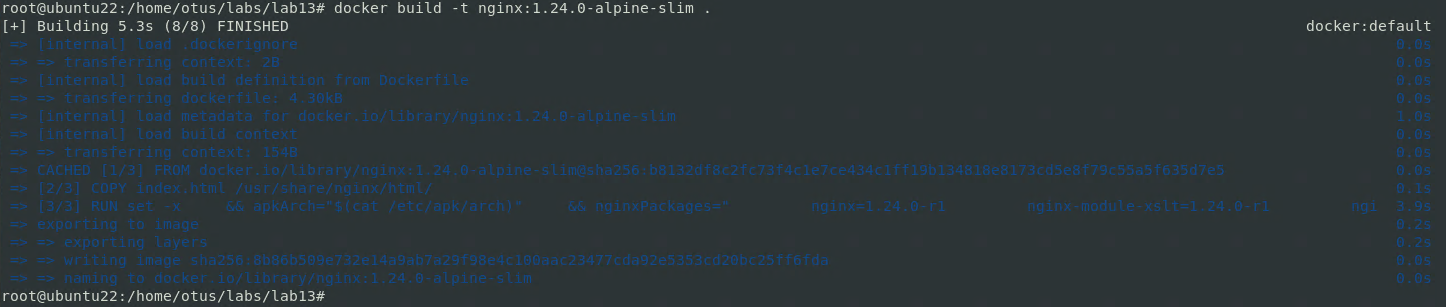 root@ubuntu22:/home/otus/labs/lab13# docker build -t nginx:1.24.0-alpine-slim .
[+] Building 5.3s (8/8) FINISHED docker:default
=> [internal] load .dockerignore 0.0s
=> => transferring context: 2B 0.0s
=> [internal] load build definition from Dockerfile 0.0s
=> => transferring dockerfile: 4.30kB 0.0s
=> [internal] load metadata for docker.io/library/nginx:1.24.0-alpine-slim 1.0s
=> [internal] load build context 0.0s
=> => transferring context: 154B 0.0s
=> CACHED [1/3] FROM docker.io/library/nginx:1.24.0-alpine-slim@sha256: 0.0s
=> [2/3] COPY index.html /usr/share/nginx/html/ 0.1s
=> [3/3] RUN set -x && apkArch="$(cat /etc/apk/arch)" && nginxPackages=" nginx=1.24.0-r1 nginx-module-xslt=1.24.0-r1 ngi 3.9s
=> exporting to image 0.2s
=> => exporting layers 0.2s
=> => writing image 0.0s
=> => naming to docker.io/library/nginx:1.24.0-alpine-slim 0.0s
root@ubuntu22:/home/otus/labs/lab13#